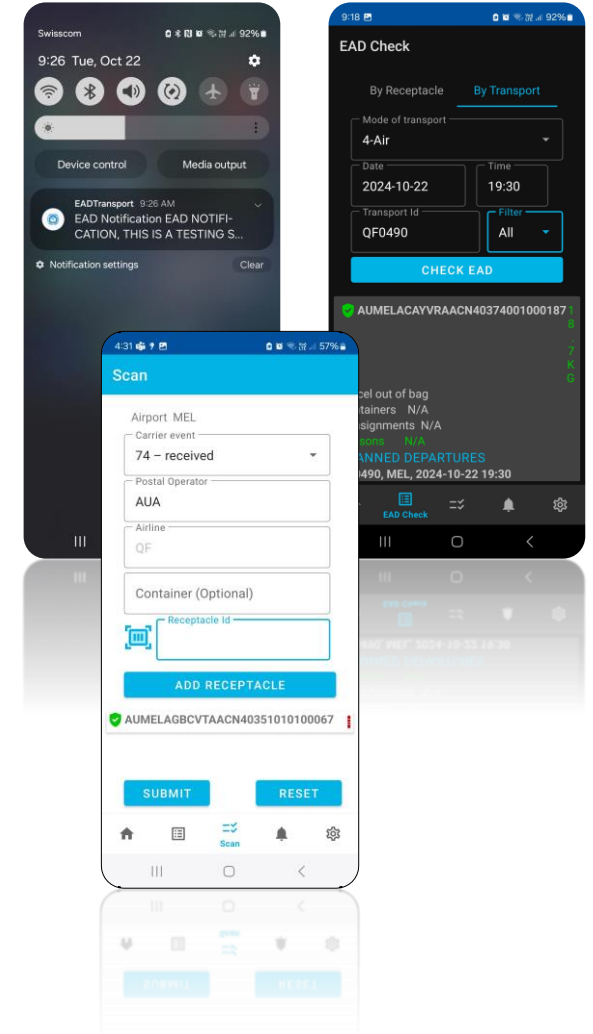 Swisscom
92%
9:26 Tue, Oct 22
Device control
Media output
EADTransport 9:26 AM
EAD Notification EAD NOTIFI-
CATION, THIS IS A TESTING S...
Notification settings
Clear
9:18
92%
EAD Check
By Receptacle
By Transport
Mode of transport
4-Air
Date
2024-10-22
Time
19:30
Transport Id
QF0490
Filter
All
CHECK EAD
AUMELACAYVRAACN40374001000187
1
8
,
7
K
G
cel out of bag
tainers N/A
signments N/A
sons N/A
ANNED DEPARTURES
490, MEL, 2024-10-22 19:30
EAD Check
4:31
57%
Scan
Airport MEL
Carrier event
74 – received
Postal Operator
AUA
Airline
QF
Container (Optional)
Receptacle Id
ADD RECEPTACLE
AUMELAGBCVTAACN40351010100067
SUBMIT
RESET
Scan